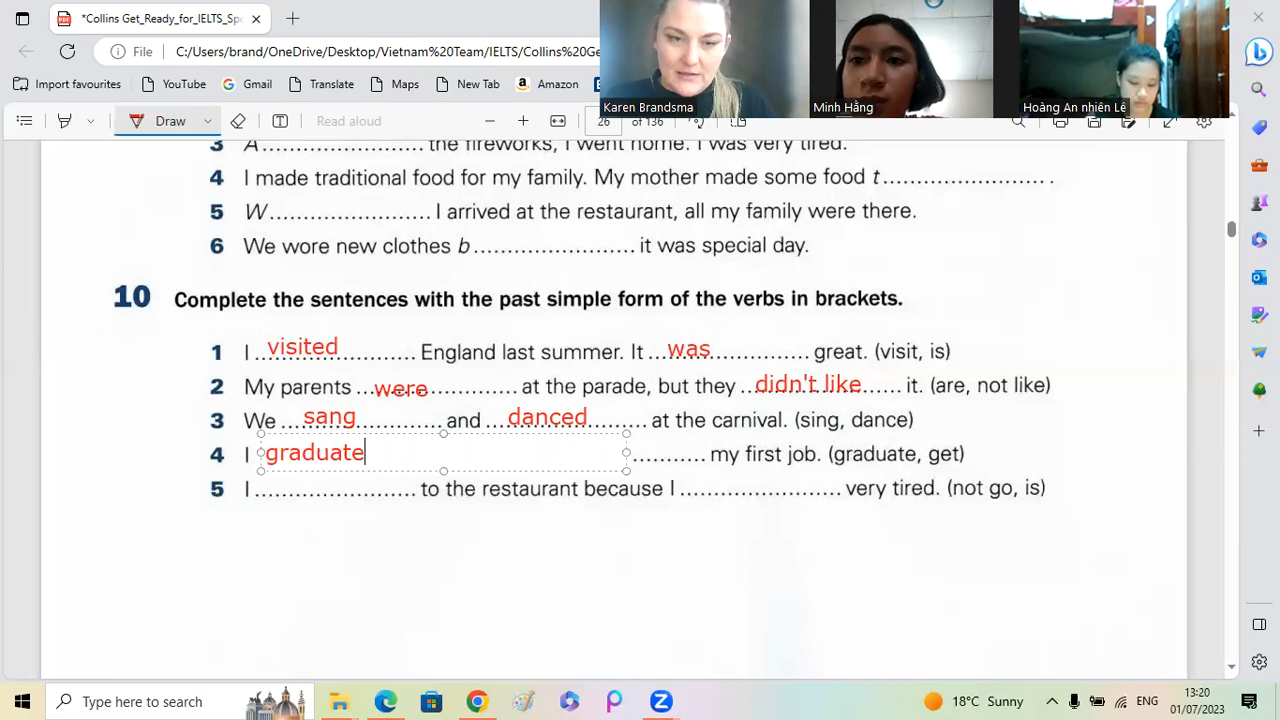 *Collins Get_Ready_for_IELTS_Spe
File C:/Users/brand/OneDrive/Desktop/Vietnam%20Team/IELTS/Collins%20Ge
Import favourites YouTube Gmail Translate Netflix Amazon
Karen Brandsma Minh Hằng Hoàng An nhiên Lê
Draw Read aloud 26 of 136
3 A........................ the fireworks, I went home. I was very tired.
4 I made traditional food for my family. My mother made some food t........................ .
5 W........................ I arrived at the restaurant, all my family were there.
6 We wore new clothes b........................ it was special day.
10 Complete the sentences with the past simple form of the verbs in brackets.
1 I visited England last summer. It was great. (visit, is)
2 My parents were at the parade, but they didn't like it. (are, not like)
3 We sang and danced at the carnival. (sing, dance)
4 I graduate ........... my first job. (graduate, get)
5 I ........................ to the restaurant because I ........................ very tired. (not go, is)
Type here to search 18°C Sunny ENG 13:20
01/07/2023